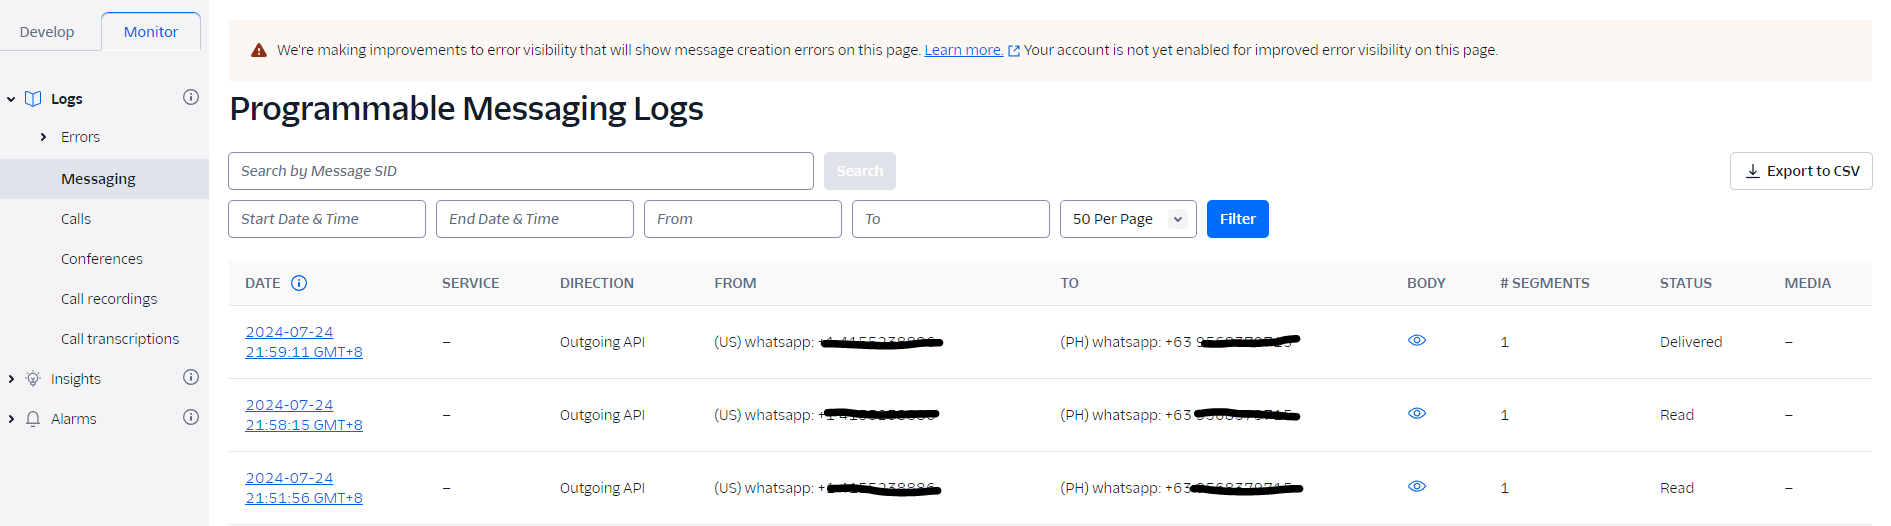 Develop
Monitor
We're making improvements to error visibility that will show message creation errors on this page. Learn more. Your account is not yet enabled for improved error visibility on this page.
Logs
Errors
Messaging
Calls
Conferences
Call recordings
Call transcriptions
Insights
Alarms
Programmable Messaging Logs
Search by Message SID
Search
Export to CSV
Start Date & Time
End Date & Time
From
To
50 Per Page
Filter
DATE SERVICE DIRECTION FROM TO BODY # SEGMENTS STATUS MEDIA
2024-07-24
21:59:11 GMT+8
– Outgoing API (US) whatsapp: (PH) whatsapp: +63 1 Delivered –
2024-07-24
21:58:15 GMT+8
– Outgoing API (US) whatsapp: (PH) whatsapp: +63 1 Read –
2024-07-24
21:51:56 GMT+8
– Outgoing API (US) whatsapp: (PH) whatsapp: +63 1 Read –